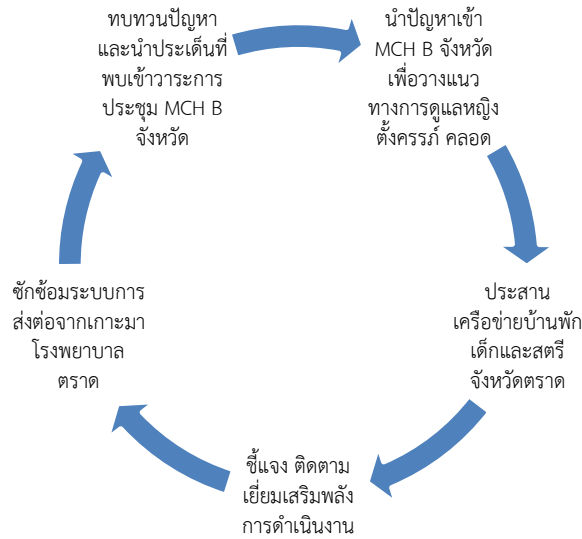 ทบทวนปัญหา
และนำประเด็นที่
พบเข้าวาระการ
ประชุม MCH B
จังหวัด
นำปัญหาเข้า
MCH B จังหวัด
เพื่อวางแนว
ทางการดูแลหญิง
ตั้งครรภ์ คลอด
ประสาน
เครือข่ายบ้านพัก
เด็กและสตรี
จังหวัดตราด
ชี้แจง ติดตาม
เยี่ยมเสริมพลัง
การดำเนินงาน
ซักซ้อมระบบการ
ส่งต่อจากเกาะมา
โรงพยาบาล
ตราด